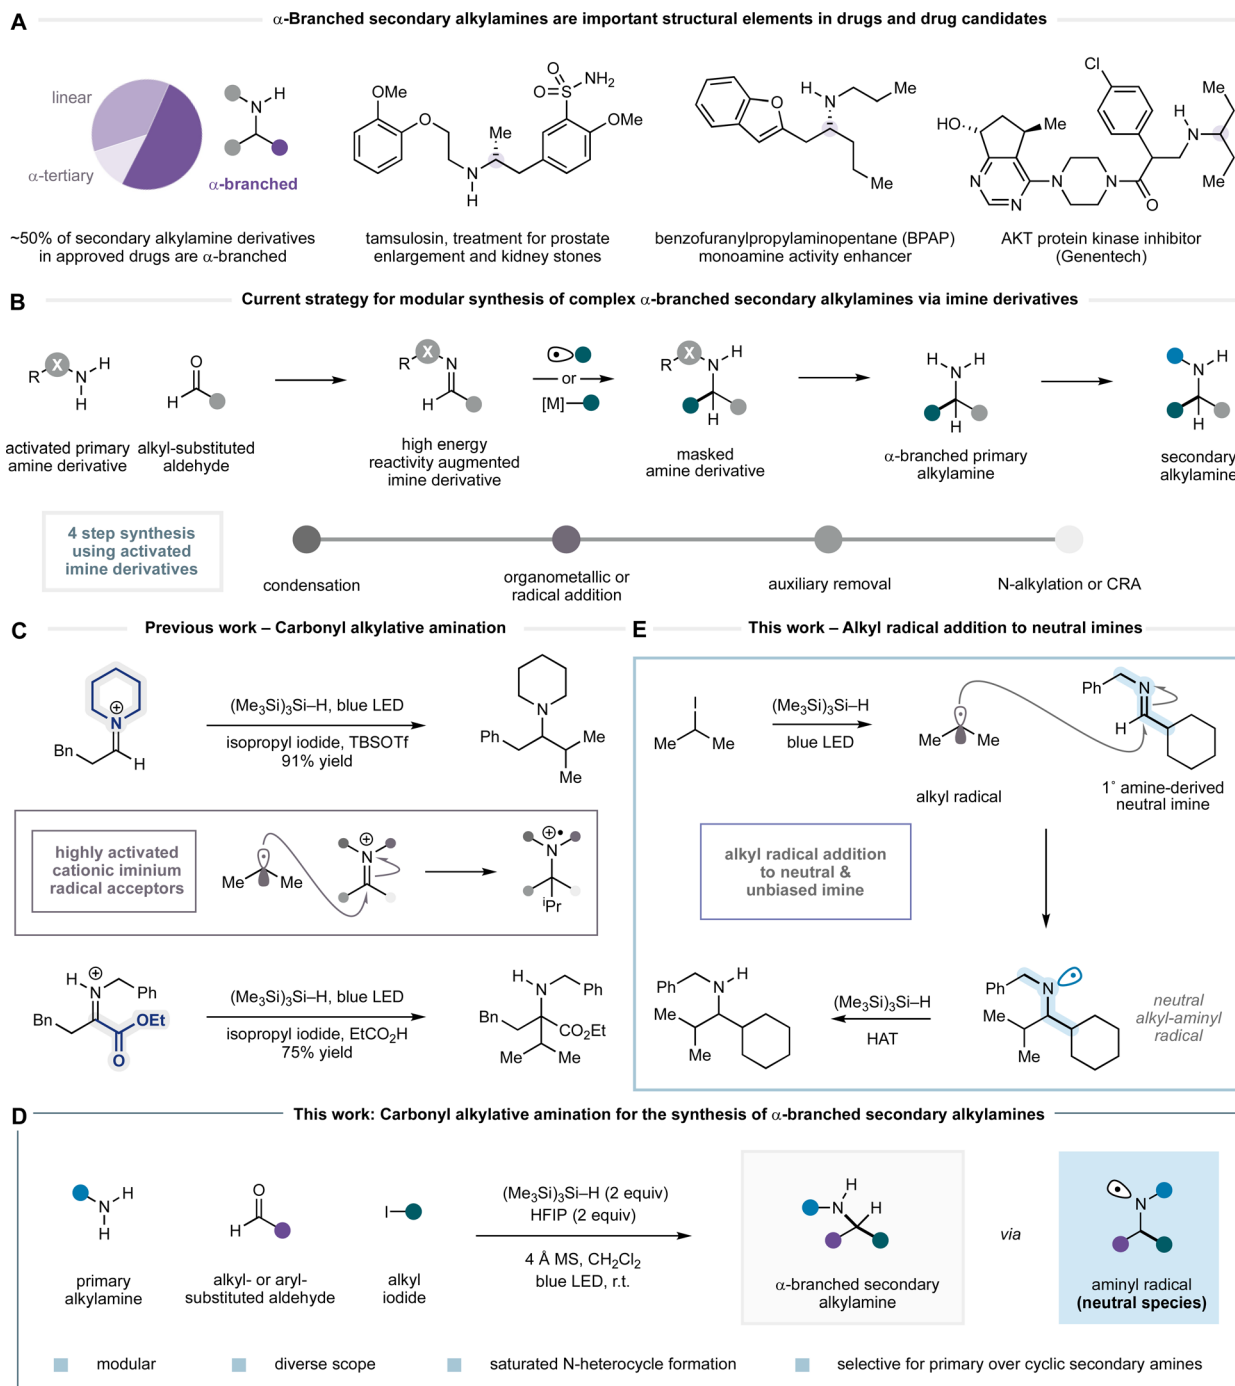 A
α-Branched secondary alkylamines are important structural elements in drugs and drug candidates
linear
α-tertiary
α-branched
N
H
~50% of secondary alkylamine derivatives
in approved drugs are α-branched
OMe
O
N
H
Me
O
O
S
NH2
OMe
tamsulosin, treatment for prostate
enlargement and kidney stones
O
H
N
Me
Me
benzofuranylpropylaminopentane (BPAP)
monoamine activity enhancer
Cl
HO
Me
N
N
N
N
O
H
N
Me
Me
AKT protein kinase inhibitor
(Genentech)
B
Current strategy for modular synthesis of complex α-branched secondary alkylamines via imine derivatives
R
X
N
H
H
activated primary
amine derivative
O
H
alkyl-substituted
aldehyde
R
X
N
H
high energy
reactivity augmented
imine derivative
or
[M]
R
X
N
H
H
masked
amine derivative
H
N
H
H
α-branched primary
alkylamine
N
H
H
secondary
alkylamine
4 step synthesis
using activated
imine derivatives
condensation
organometallic or
radical addition
auxiliary removal
N-alkylation or CRA
C
Previous work – Carbonyl alkylative amination
N
Bn
H
(Me3Si)3Si–H, blue LED
isopropyl iodide, TBSOTf
91% yield
N
Ph
Me
Me
highly activated
cationic iminium
radical acceptors
Me
Me
N
N
iPr
H
N
Ph
Bn
OEt
O
(Me3Si)3Si–H, blue LED
isopropyl iodide, EtCO2H
75% yield
H
N
Ph
Bn
CO2Et
Me
Me
E
This work – Alkyl radical addition to neutral imines
I
Me
Me
(Me3Si)3Si–H
blue LED
Me
Me
alkyl radical
Ph
N
H
1˚ amine-derived
neutral imine
alkyl radical addition
to neutral &
unbiased imine
Ph
N
H
Me
Me
(Me3Si)3Si–H
HAT
Ph
N
Me
Me
neutral
alkyl-aminyl
radical
D
This work: Carbonyl alkylative amination for the synthesis of α-branched secondary alkylamines
N
H
H
primary
alkylamine
O
H
alkyl- or aryl-
substituted aldehyde
I
alkyl
iodide
(Me3Si)3Si–H (2 equiv)
HFIP (2 equiv)
4 Å MS, CH2Cl2
blue LED, r.t.
H
N
H
α-branched secondary
alkylamine
via
N
aminyl radical
(neutral species)
modular
diverse scope
saturated N-heterocycle formation
selective for primary over cyclic secondary amines